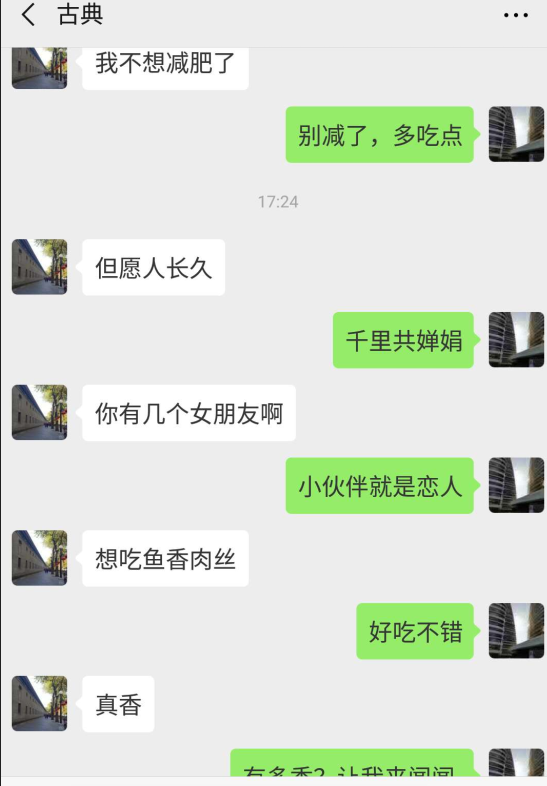 古典
我不想减肥了
别减了，多吃点
17:24
但愿人长久
千里共婵娟
你有几个女朋友啊
小伙伴就是恋人
想吃鱼香肉丝
好吃不错
真香
有多香？让我来闻闻